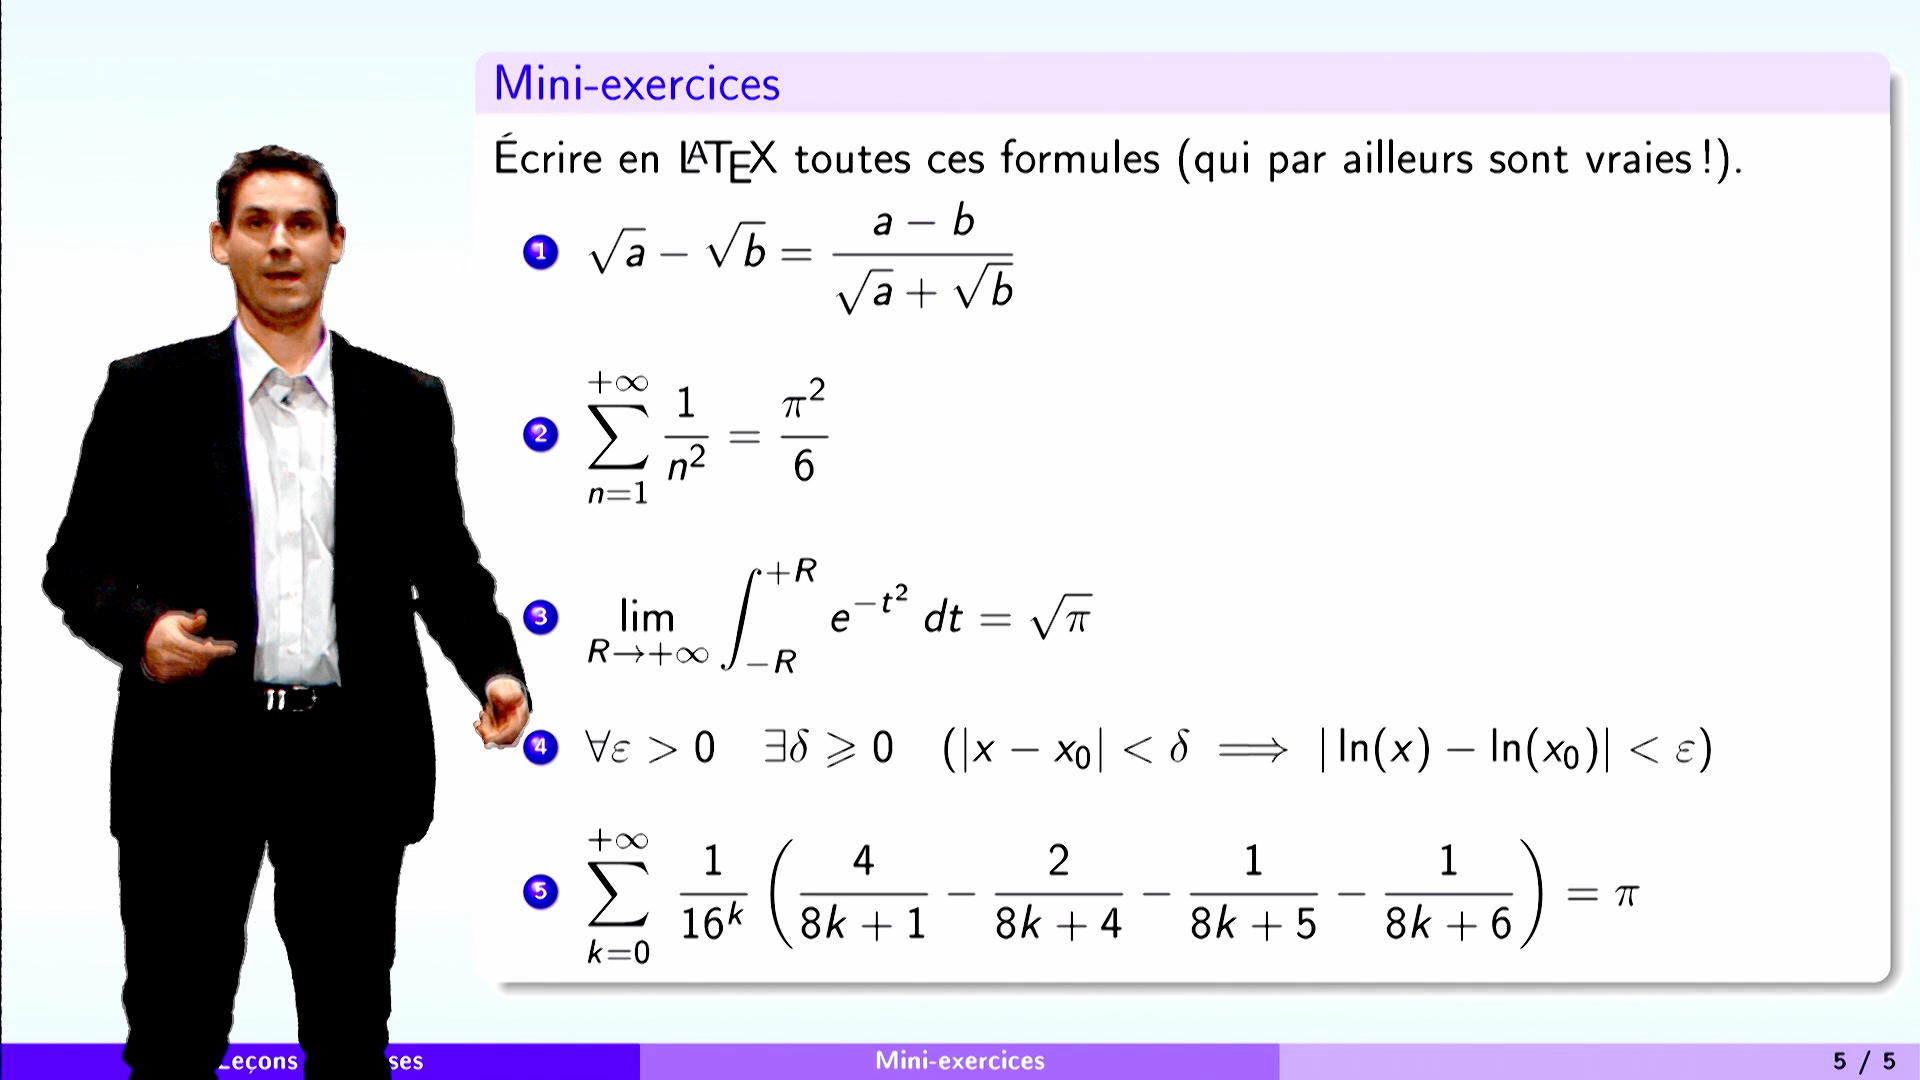 Mini-exercices
Écrire en LATEX toutes ces formules (qui par ailleurs sont vraies !).
1 √a − √b = (a − b)/(√a + √b)
2 ∑_{n=1}^{+∞} 1/n² = π²/6
3 lim_{R→+∞} ∫_{−R}^{+R} e^{−t²} dt = √π
4 ∀ε > 0 ∃δ ⩾ 0 (|x − x₀| < δ ⟹ |ln(x) − ln(x₀)| < ε)
5 ∑_{k=0}^{+∞} 1/16^k (4/(8k + 1) − 2/(8k + 4) − 1/(8k + 5) − 1/(8k + 6)) = π
Leçons Mini-exercices 5 / 5